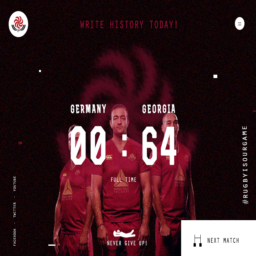 WRITE HISTORY TODAY!
GERMANY GEORGIA
00 : 64
FULL TIME
NEVER GIVE UP!
NEXT MATCH
@RUGBYISOURGAME
FACEBOOK - TWITTER - YOUTUBE